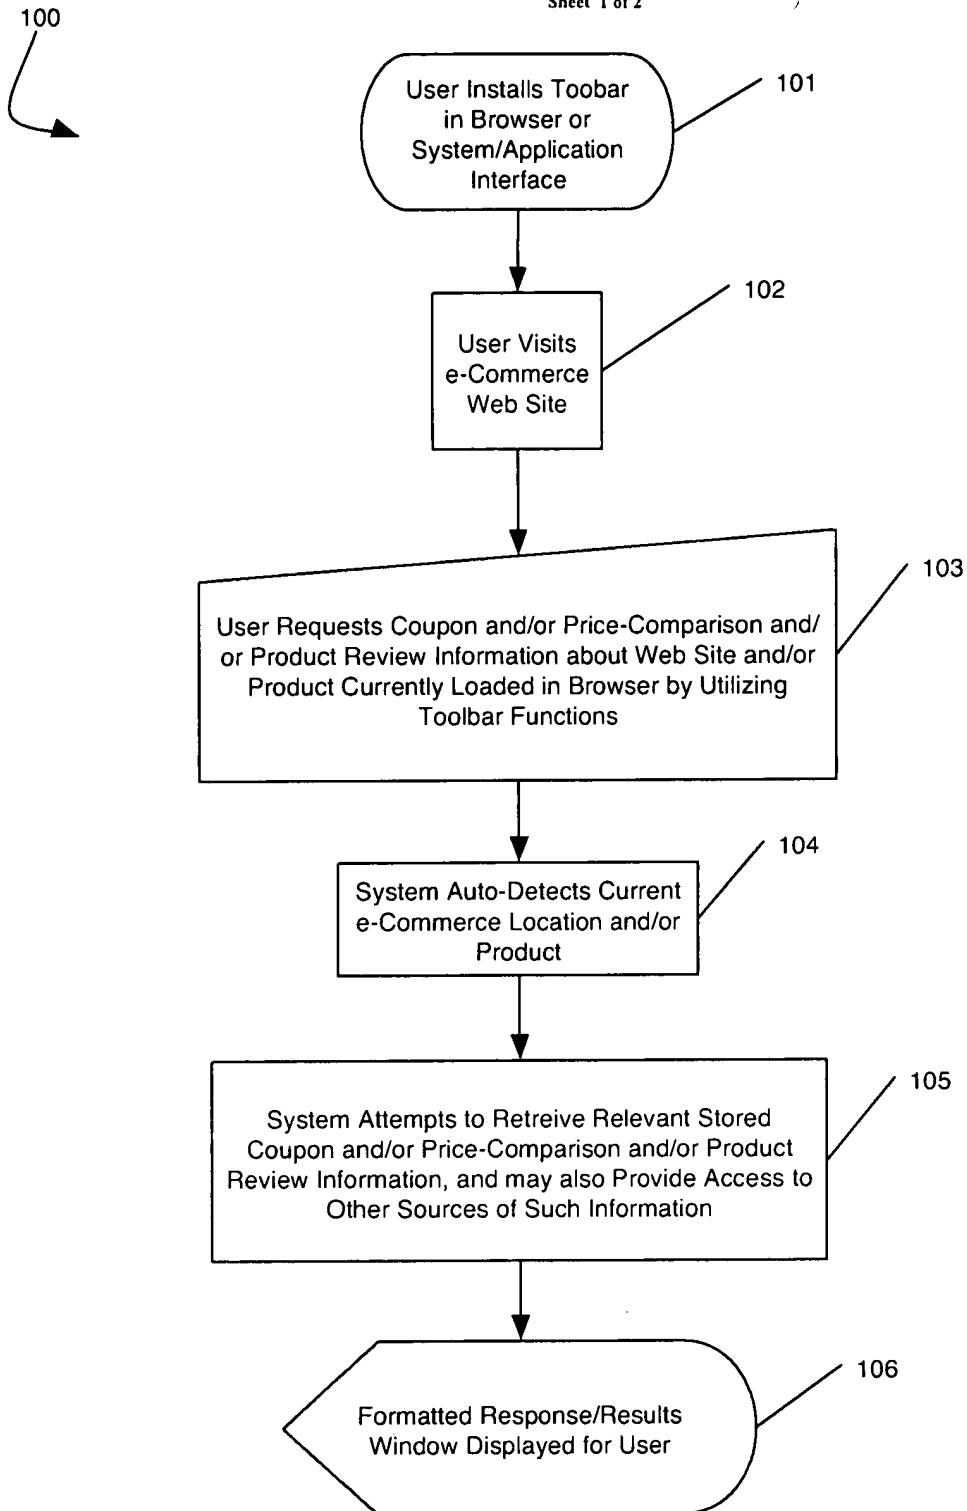 Sheet 1 of 2
100
User Installs Toobar
in Browser or
System/Application
Interface
101
User Visits
e-Commerce
Web Site
102
User Requests Coupon and/or Price-Comparison and/
or Product Review Information about Web Site and/or
Product Currently Loaded in Browser by Utilizing
Toolbar Functions
103
System Auto-Detects Current
e-Commerce Location and/or
Product
104
System Attempts to Retreive Relevant Stored
Coupon and/or Price-Comparison and/or Product
Review Information, and may also Provide Access to
Other Sources of Such Information
105
Formatted Response/Results
Window Displayed for User
106